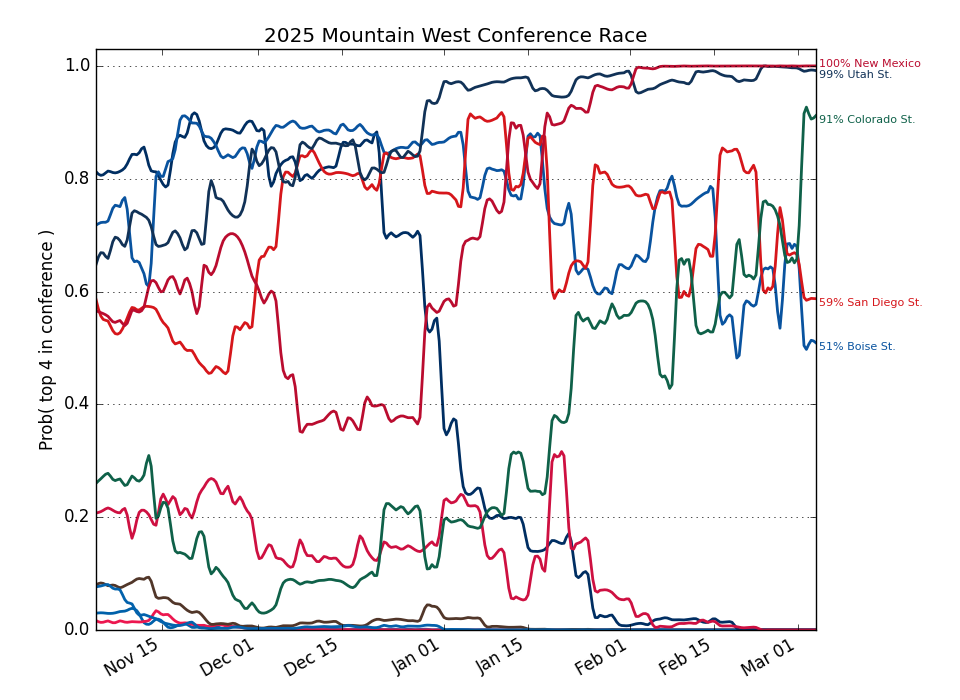 2025 Mountain West Conference Race
Prob( top 4 in conference )
1.0
0.8
0.6
0.4
0.2
0.0
100% New Mexico
99% Utah St.
91% Colorado St.
59% San Diego St.
51% Boise St.
Nov 15
Dec 01
Dec 15
Jan 01
Jan 15
Feb 01
Feb 15
Mar 01